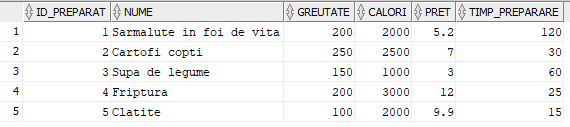 ID_PREPARAT NUME GREUTATE CALORI PRET TIMP_PREPARARE
1 1 Sarmalute in foi de vita 200 2000 5.2 120
2 2 Cartofi copti 250 2500 7 30
3 3 Supa de legume 150 1000 3 60
4 4 Friptura 200 3000 12 25
5 5 Clatite 100 2000 9.9 15